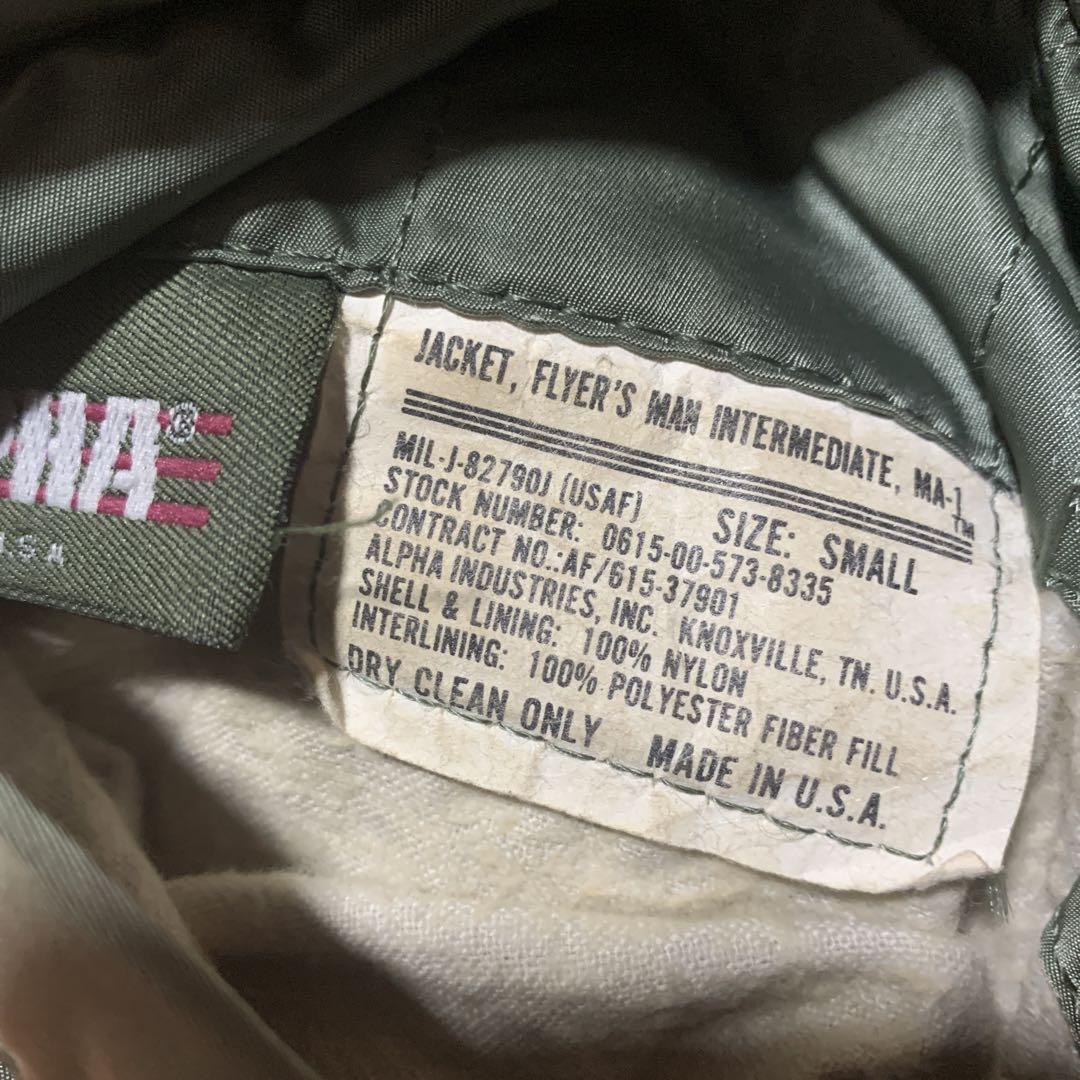 JACKET, FLYER'S MAN INTERMEDIATE, MA-1™
MIL-J-82790J (USAF) SIZE: SMALL
STOCK NUMBER: 0615-00-573-8335
CONTRACT NO.:AF/615-37901
ALPHA INDUSTRIES, INC. KNOXVILLE, TN. U.S.A.
SHELL & LINING: 100% NYLON
INTERLINING: 100% POLYESTER FIBER FILL
DRY CLEAN ONLY MADE IN U.S.A.
HA®